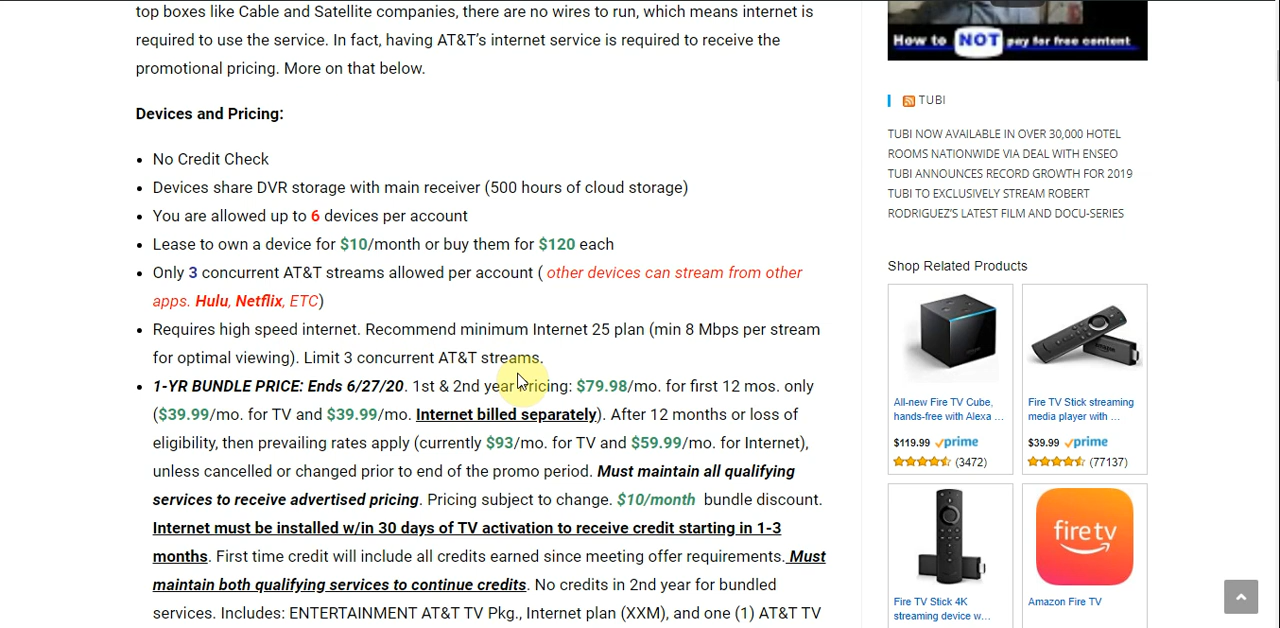 top boxes like Cable and Satellite companies, there are no wires to run, which means internet is
required to use the service. In fact, having AT&T's internet service is required to receive the
promotional pricing. More on that below.
Devices and Pricing:
• No Credit Check
• Devices share DVR storage with main receiver (500 hours of cloud storage)
• You are allowed up to 6 devices per account
• Lease to own a device for $10/month or buy them for $120 each
• Only 3 concurrent AT&T streams allowed per account ( other devices can stream from other
apps. Hulu, Netflix, ETC)
• Requires high speed internet. Recommend minimum Internet 25 plan (min 8 Mbps per stream
for optimal viewing). Limit 3 concurrent AT&T streams.
• 1-YR BUNDLE PRICE: Ends 6/27/20. 1st & 2nd year pricing: $79.98/mo. for first 12 mos. only
($39.99/mo. for TV and $39.99/mo. Internet billed separately). After 12 months or loss of
eligibility, then prevailing rates apply (currently $93/mo. for TV and $59.99/mo. for Internet),
unless cancelled or changed prior to end of the promo period. Must maintain all qualifying
services to receive advertised pricing. Pricing subject to change. $10/month bundle discount.
Internet must be installed w/in 30 days of TV activation to receive credit starting in 1-3
months. First time credit will include all credits earned since meeting offer requirements. Must
maintain both qualifying services to continue credits. No credits in 2nd year for bundled
services. Includes: ENTERTAINMENT AT&T TV Pkg., Internet plan (XXM), and one (1) AT&T TV
How to NOT pay for free content
TUBI
TUBI NOW AVAILABLE IN OVER 30,000 HOTEL
ROOMS NATIONWIDE VIA DEAL WITH ENSEO
TUBI ANNOUNCES RECORD GROWTH FOR 2019
TUBI TO EXCLUSIVELY STREAM ROBERT
RODRIGUEZ'S LATEST FILM AND DOCU-SERIES
Shop Related Products
All-new Fire TV Cube,
hands-free with Alexa ...
$119.99 prime
(3472)
Fire TV Stick streaming
media player with ...
$39.99 prime
(77137)
Fire TV Stick 4K
streaming device w...
fire tv
Amazon Fire TV